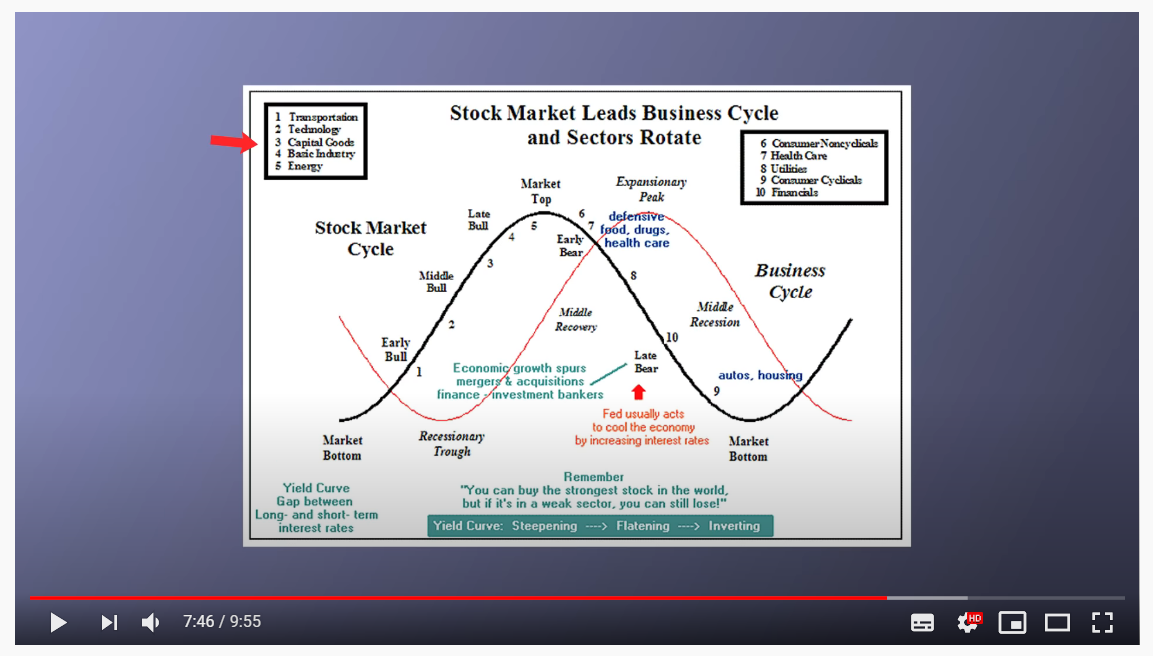 Stock Market Leads Business Cycle
and Sectors Rotate
1 Transportation
2 Technology
3 Capital Goods
4 Basic Industry
5 Energy
6 Consumer Noncyclicals
7 Health Care
8 Utilities
9 Consumer Cyclicals
10 Financials
Market
Top
Expansionary
Peak
Late
Bull
6
7
defensive
food, drugs,
health care
5
4
Early
Bear
Stock Market
Cycle
3
Middle
Bull
8
Business
Cycle
2
Middle
Recovery
Middle
Recession
10
Early
Bull
1
Late
Bear
Economic growth spurs
mergers & acquisitions
finance - investment bankers
autos, housing
9
Fed usually acts
to cool the economy
by increasing interest rates
Market
Bottom
Recessionary
Trough
Market
Bottom
Yield Curve
Gap between
Long- and short- term
interest rates
Remember
"You can buy the strongest stock in the world,
but if it's in a weak sector, you can still lose!"
Yield Curve: Steepening ----> Flatening ----> Inverting
7:46 / 9:55
HD